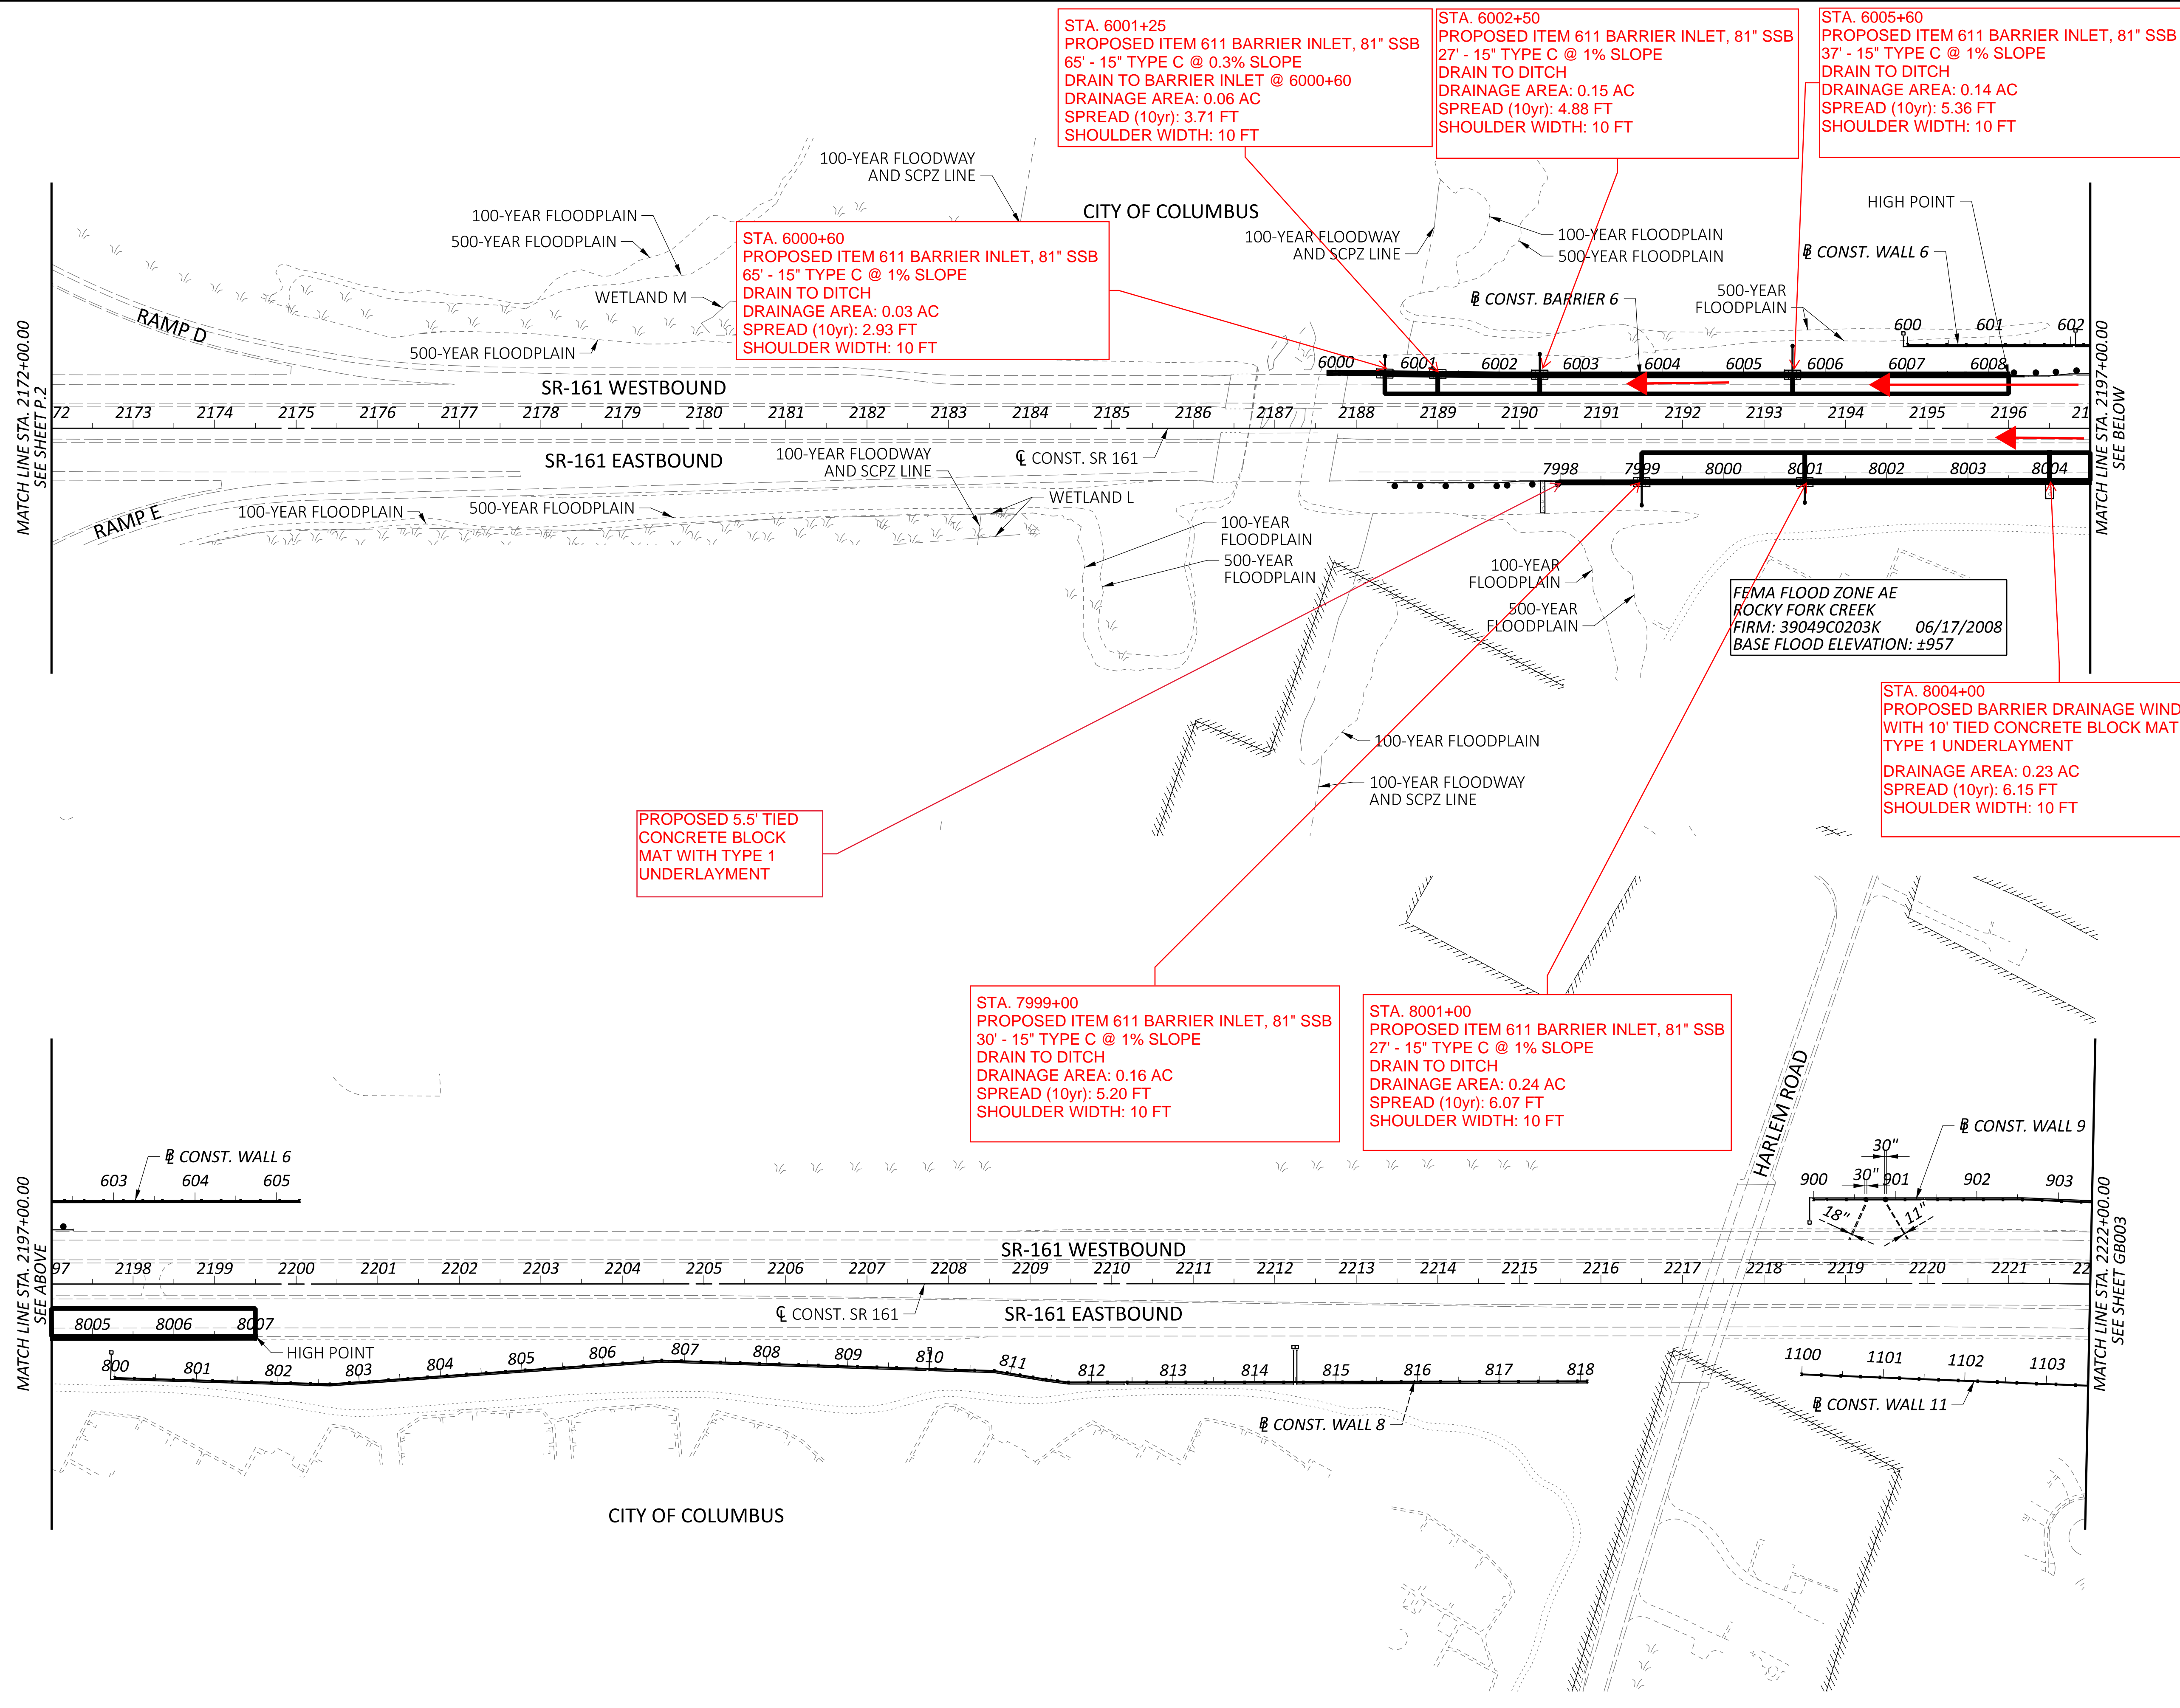 STA. 6001+25
PROPOSED ITEM 611 BARRIER INLET, 81" SSB
65' - 15" TYPE C @ 0.3% SLOPE
DRAIN TO BARRIER INLET @ 6000+60
DRAINAGE AREA: 0.06 AC
SPREAD (10yr): 3.71 FT
SHOULDER WIDTH: 10 FT
STA. 6002+50
PROPOSED ITEM 611 BARRIER INLET, 81" SSB
27' - 15" TYPE C @ 1% SLOPE
DRAIN TO DITCH
DRAINAGE AREA: 0.15 AC
SPREAD (10yr): 4.88 FT
SHOULDER WIDTH: 10 FT
STA. 6005+60
PROPOSED ITEM 611 BARRIER INLET, 81" SSB
37' - 15" TYPE C @ 1% SLOPE
DRAIN TO DITCH
DRAINAGE AREA: 0.14 AC
SPREAD (10yr): 5.36 FT
SHOULDER WIDTH: 10 FT
100-YEAR FLOODWAY
AND SCPZ LINE
100-YEAR FLOODPLAIN
500-YEAR FLOODPLAIN
CITY OF COLUMBUS
100-YEAR FLOODWAY
AND SCPZ LINE
100-YEAR FLOODPLAIN
500-YEAR FLOODPLAIN
HIGH POINT
BL CONST. WALL 6
STA. 6000+60
PROPOSED ITEM 611 BARRIER INLET, 81" SSB
65' - 15" TYPE C @ 1% SLOPE
DRAIN TO DITCH
DRAINAGE AREA: 0.03 AC
SPREAD (10yr): 2.93 FT
SHOULDER WIDTH: 10 FT
WETLAND M
BL CONST. BARRIER 6
500-YEAR
FLOODPLAIN
RAMP D
500-YEAR FLOODPLAIN
600 601 602
6000 6001 6002 6003 6004 6005 6006 6007 6008
SR-161 WESTBOUND
MATCH LINE STA. 2172+00.00
SEE SHEET P.2
72 2173 2174 2175 2176 2177 2178 2179 2180 2181 2182 2183 2184 2185 2186 2187 2188 2189 2190 2191 2192 2193 2194 2195 2196 21
MATCH LINE STA. 2197+00.00
SEE BELOW
SR-161 EASTBOUND
100-YEAR FLOODWAY
AND SCPZ LINE
CL CONST. SR 161
7998 7999 8000 8001 8002 8003 8004
RAMP E
100-YEAR FLOODPLAIN
500-YEAR FLOODPLAIN
WETLAND L
100-YEAR
FLOODPLAIN
500-YEAR
FLOODPLAIN
100-YEAR
FLOODPLAIN
500-YEAR
FLOODPLAIN
FEMA FLOOD ZONE AE
ROCKY FORK CREEK
FIRM: 39049C0203K 06/17/2008
BASE FLOOD ELEVATION: ±957
STA. 8004+00
PROPOSED BARRIER DRAINAGE WIND
WITH 10' TIED CONCRETE BLOCK MAT
TYPE 1 UNDERLAYMENT
DRAINAGE AREA: 0.23 AC
SPREAD (10yr): 6.15 FT
SHOULDER WIDTH: 10 FT
100-YEAR FLOODPLAIN
100-YEAR FLOODWAY
AND SCPZ LINE
PROPOSED 5.5' TIED
CONCRETE BLOCK
MAT WITH TYPE 1
UNDERLAYMENT
STA. 7999+00
PROPOSED ITEM 611 BARRIER INLET, 81" SSB
30' - 15" TYPE C @ 1% SLOPE
DRAIN TO DITCH
DRAINAGE AREA: 0.16 AC
SPREAD (10yr): 5.20 FT
SHOULDER WIDTH: 10 FT
STA. 8001+00
PROPOSED ITEM 611 BARRIER INLET, 81" SSB
27' - 15" TYPE C @ 1% SLOPE
DRAIN TO DITCH
DRAINAGE AREA: 0.24 AC
SPREAD (10yr): 6.07 FT
SHOULDER WIDTH: 10 FT
HARLEM ROAD
BL CONST. WALL 6
603 604 605
BL CONST. WALL 9
30"
30"
900 901 902 903
18"
11"
MATCH LINE STA. 2197+00.00
SEE ABOVE
SR-161 WESTBOUND
97 2198 2199 2200 2201 2202 2203 2204 2205 2206 2207 2208 2209 2210 2211 2212 2213 2214 2215 2216 2217 2218 2219 2220 2221 22
MATCH LINE STA. 2222+00.00
SEE SHEET GB003
CL CONST. SR 161
SR-161 EASTBOUND
8005 8006 8007
HIGH POINT
800 801 802 803 804 805 806 807 808 809 810 811 812 813 814 815 816 817 818
1100 1101 1102 1103
BL CONST. WALL 8
BL CONST. WALL 11
CITY OF COLUMBUS